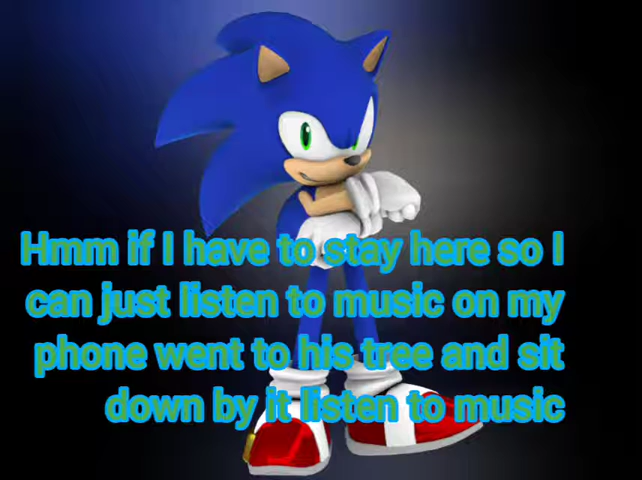 Hmm if I have to stay here so I
can just listen to music on my
phone went to his tree and sit
down by it listen to music